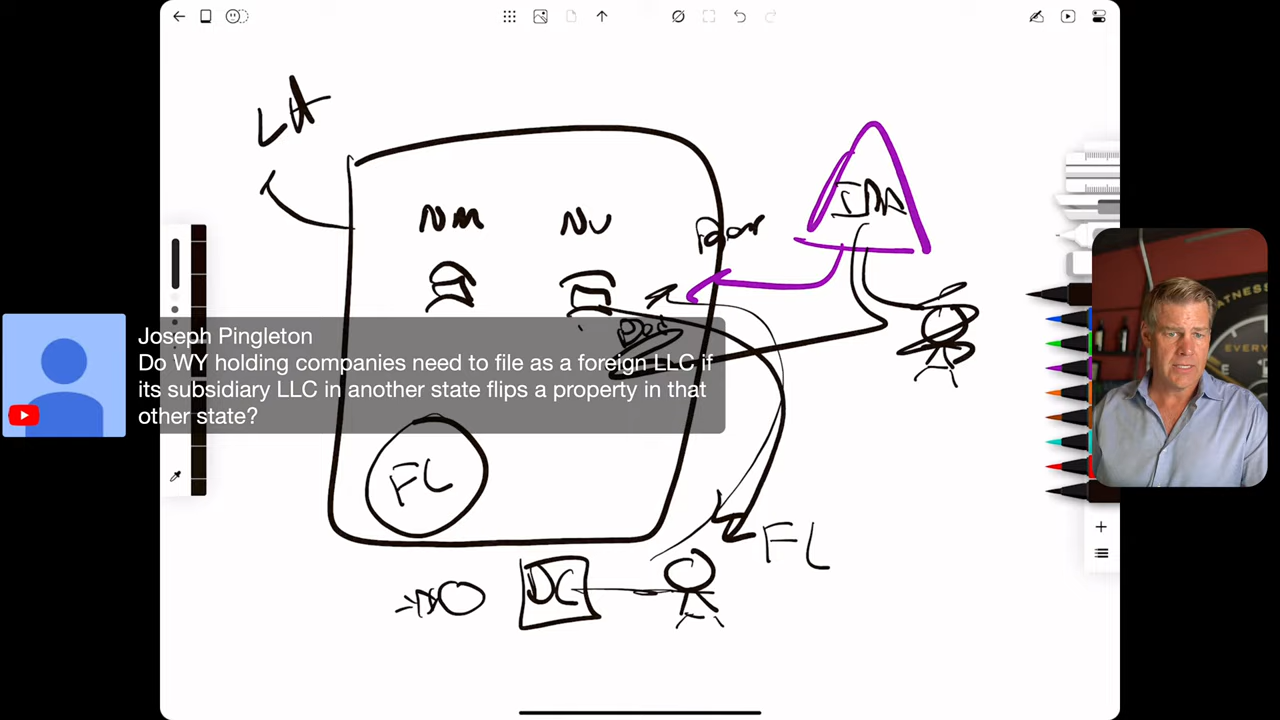 NM
NV
Joseph Pingleton
Do WY holding companies need to file as a foreign LLC if
its subsidiary LLC in another state flips a property in that
other state?
FL
FL
DC